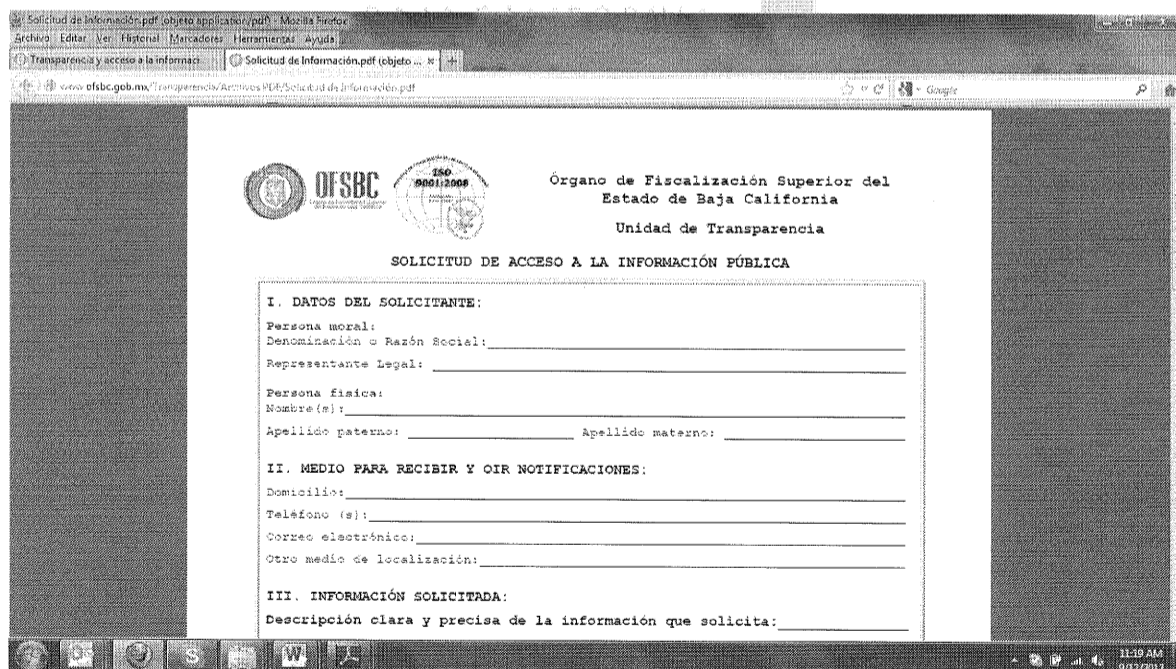 Solicitud de Información.pdf (objeto application/pdf) - Mozilla Firefox
Archivo Editar Ver Historial Marcadores Herramientas Ayuda
Transparencia y acceso a la informaci...
Solicitud de Información.pdf (objeto ...
www.ofsbc.gob.mx/Transparencia/Archivos PDF/Solicitud de Información.pdf
Google
OFSBC
ISO
9001:2008
Órgano de Fiscalización Superior del
Estado de Baja California
Unidad de Transparencia
SOLICITUD DE ACCESO A LA INFORMACIÓN PÚBLICA
I. DATOS DEL SOLICITANTE:
Persona moral:
Denominación o Razón Social:
Representante Legal:
Persona física:
Nombre(s):
Apellido paterno: Apellido materno:
II. MEDIO PARA RECIBIR Y OIR NOTIFICACIONES:
Domicilio:
Teléfono (s):
Correo electrónico:
Otro medio de localización:
III. INFORMACIÓN SOLICITADA:
Descripción clara y precisa de la información que solicita:
11:19 AM